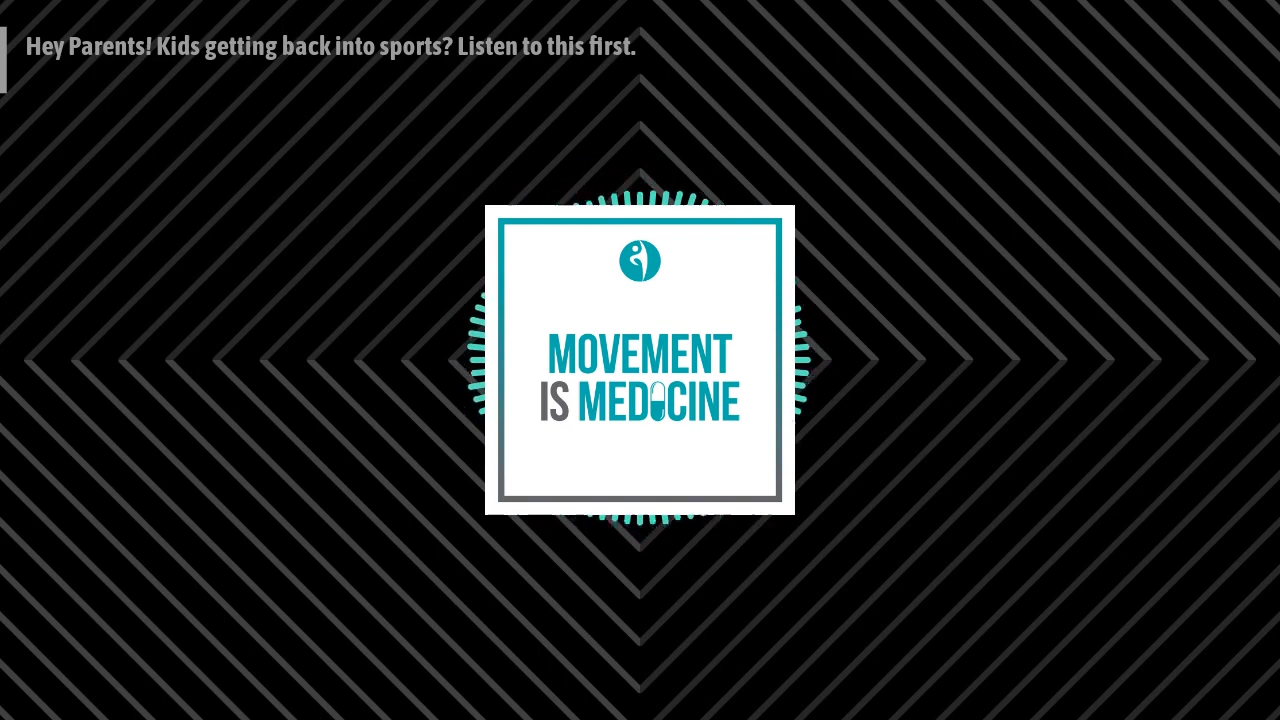 Hey Parents! Kids getting back into sports? Listen to this first.
MOVEMENT
IS MEDICINE